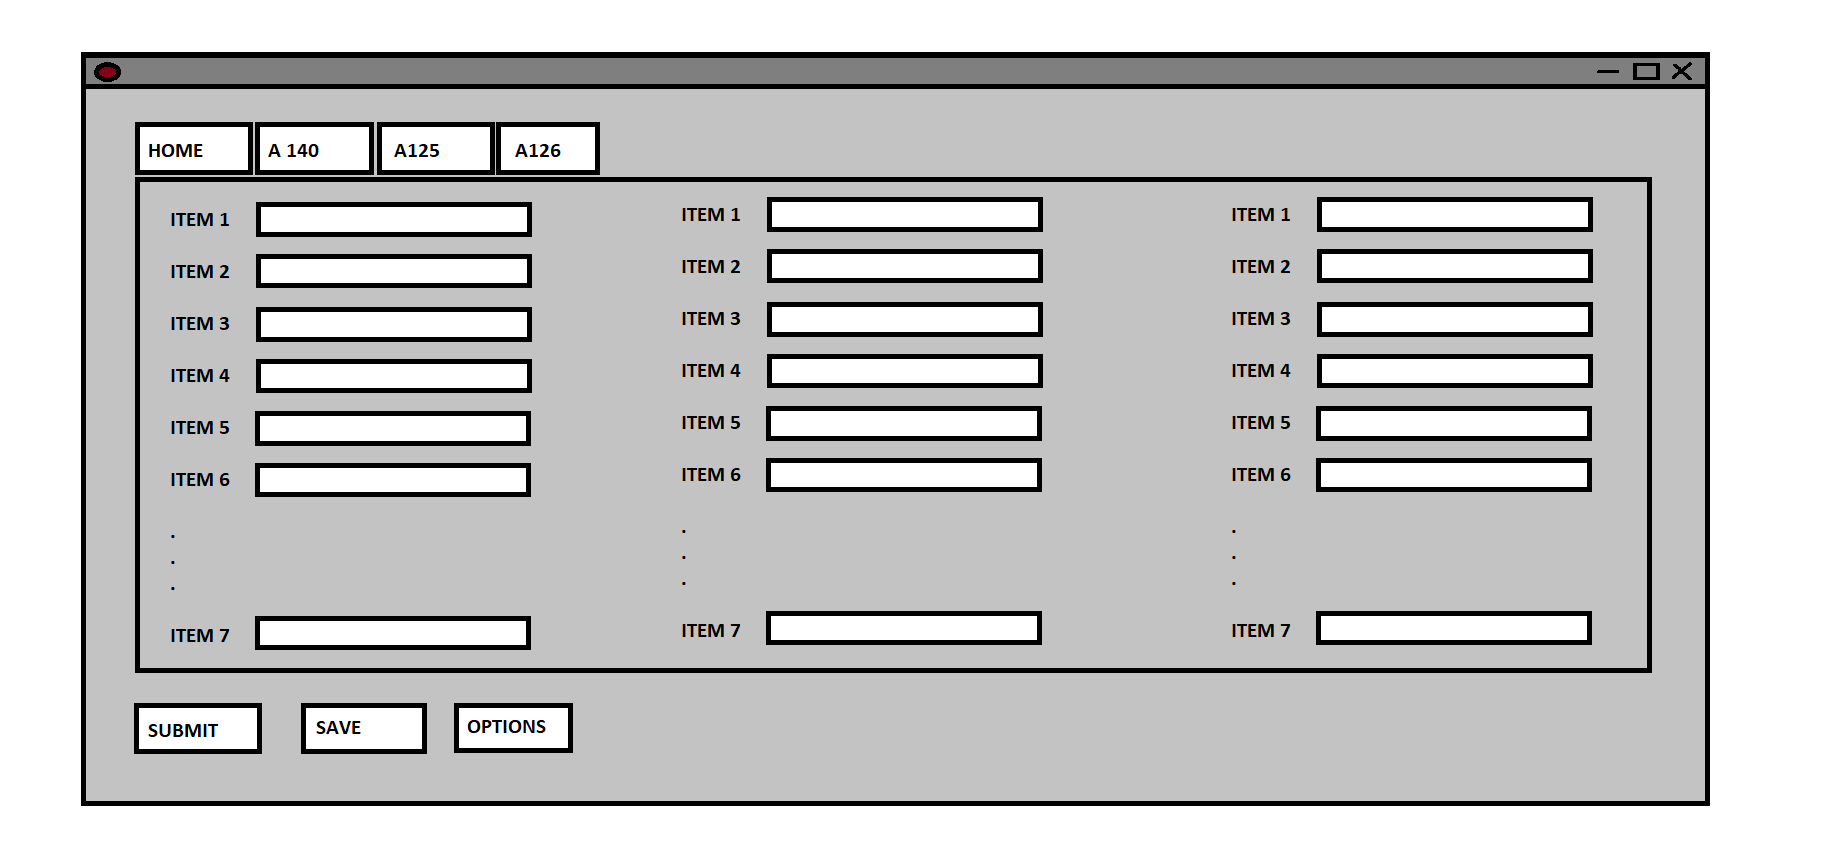 HOME A 140 A125 A126
ITEM 1 ITEM 1 ITEM 1
ITEM 2 ITEM 2 ITEM 2
ITEM 3 ITEM 3 ITEM 3
ITEM 4 ITEM 4 ITEM 4
ITEM 5 ITEM 5 ITEM 5
ITEM 6 ITEM 6 ITEM 6
. . .
. . .
. . .
ITEM 7 ITEM 7 ITEM 7
SUBMIT SAVE OPTIONS